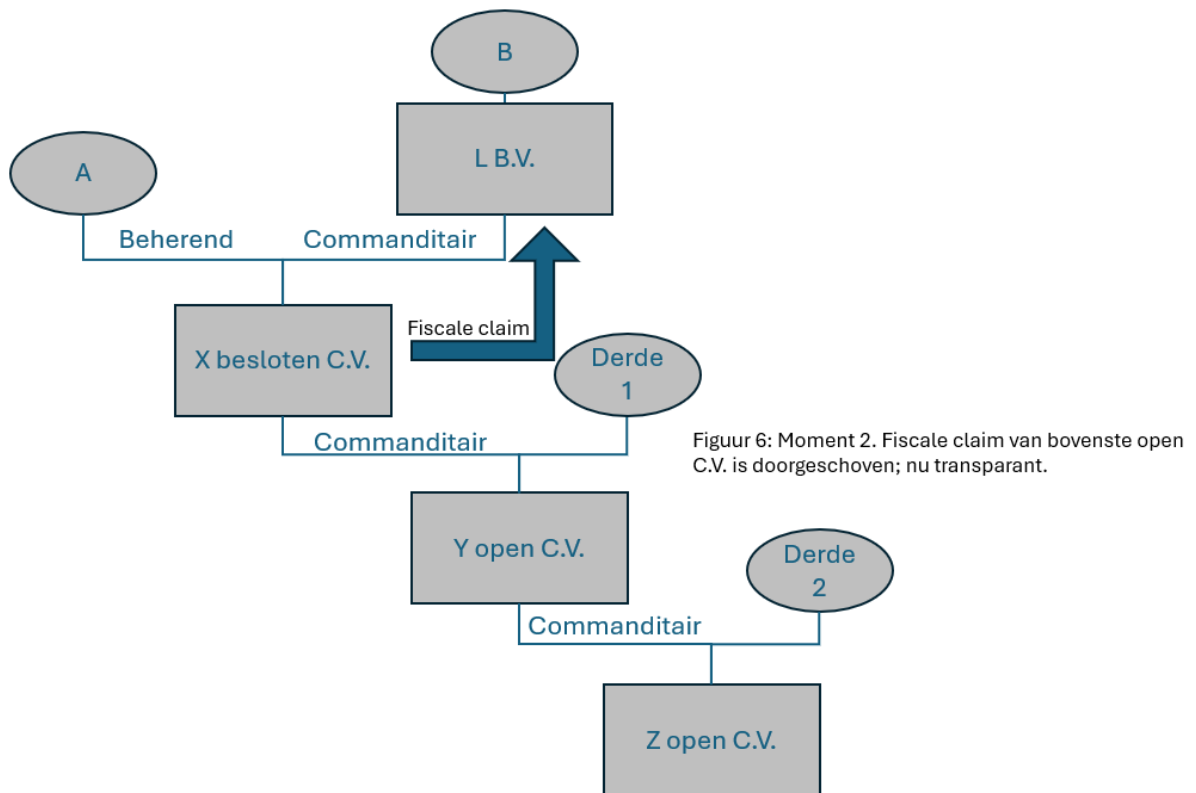 B
L B.V.
A
Beherend
Commanditair
Fiscale claim
X besloten C.V.
Derde
1
Commanditair
Figuur 6: Moment 2. Fiscale claim van bovenste open
C.V. is doorgeschoven; nu transparant.
Y open C.V.
Derde
2
Commanditair
Z open C.V.